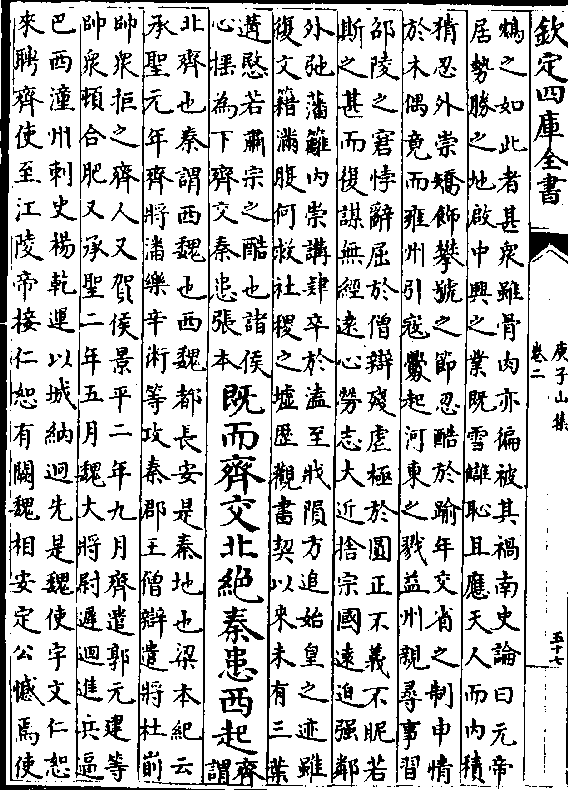 欽定四庫全書
庚子山集
卷二
五十七
鴆之如此者甚衆雖骨肉亦徧被其禍南史論曰元帝
居勢勝之地啟中興之業既雪讎恥且應天人而内積
猜忍外崇矯飾攀號之節忍酷於踰年交省之制申情
於木偶竟而雍州引寇釁起河東之戮益州親尋事習
邵陵之窘悖辭屈於僧辯殘虐極於圓正不義不昵若
斯之甚而復謀無經遠心勞志大近捨宗國遠迫强鄰
外弛藩籬内崇講肆卒於溘至戕隕方追始皇之迹雖
復文籍滿腹何救社稷之墟歷觀書契以來未有三葉
遘愍若肅宗之酷也諸侯
心揺為下齊交秦患張本
既而齊交北絶秦患西起
齊
謂
北齊也秦謂西魏也西魏都長安是秦地也梁本紀云
承聖元年齊將潘樂辛術等攻秦郡王僧辯遣將杜崱
帥衆拒之齊人又賀侯景平二年九月齊遣郭元建等
帥衆頓合肥又承聖二年五月魏大將尉遲迥進兵逼
巴西潼州刺史楊乾運以城納迥先是魏使宇文仁恕
來聘齊使至江陵帝接仁恕有闕魏相安定公憾焉使